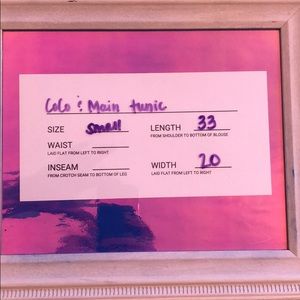 CoCo & Main tunic
SIZE small LENGTH 33
FROM SHOULDER TO BOTTOM OF BLOUSE
WAIST
LAID FLAT FROM LEFT TO RIGHT
INSEAM WIDTH 20
FROM CROTCH SEAM TO BOTTOM OF LEG LAID FLAT FROM LEFT TO RIGHT